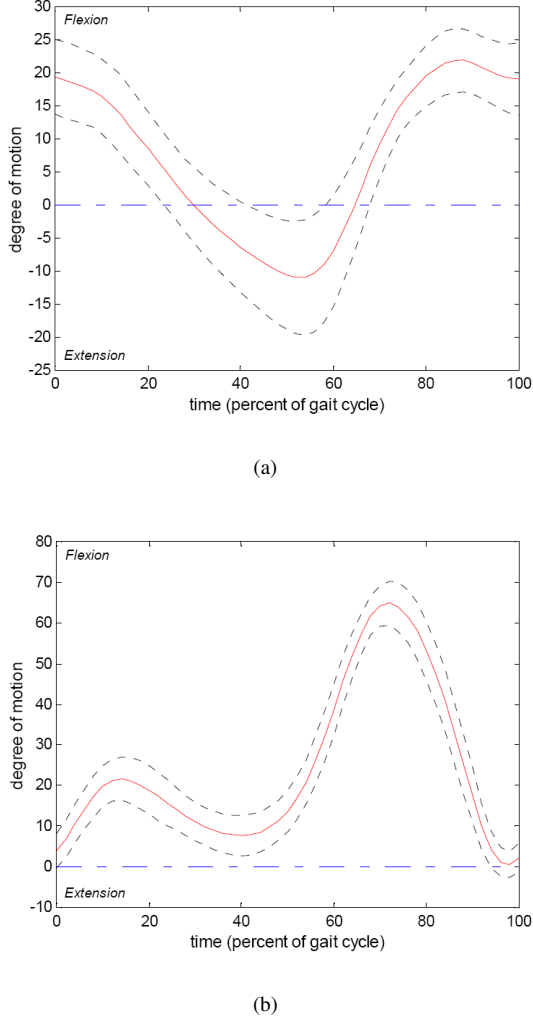 30
Flexion
25
20
15
10
5
0
-5
-10
-15
-20
Extension
-25
0 20 40 60 80 100
degree of motion
time (percent of gait cycle)
(a)
80
Flexion
70
60
50
40
30
20
10
0
Extension
-10
0 20 40 60 80 100
degree of motion
time (percent of gait cycle)
(b)